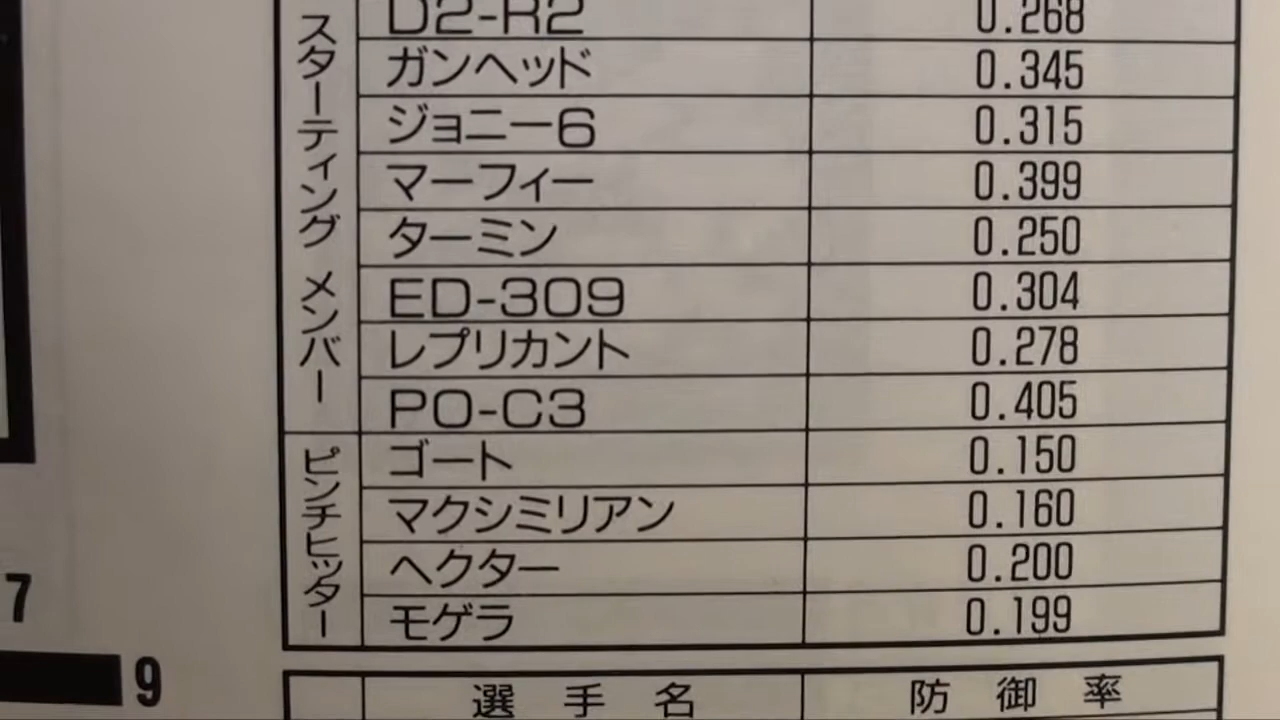 スターティング メンバー
D2-R2 0.268
ガンヘッド 0.345
ジョニー6 0.315
マーフィー 0.399
ターミン 0.250
ED-309 0.304
レプリカント 0.278
PO-C3 0.405
ピンチヒッター
ゴート 0.150
マクシミリアン 0.160
ヘクター 0.200
モゲラ 0.199
選手名 防御率
7
9